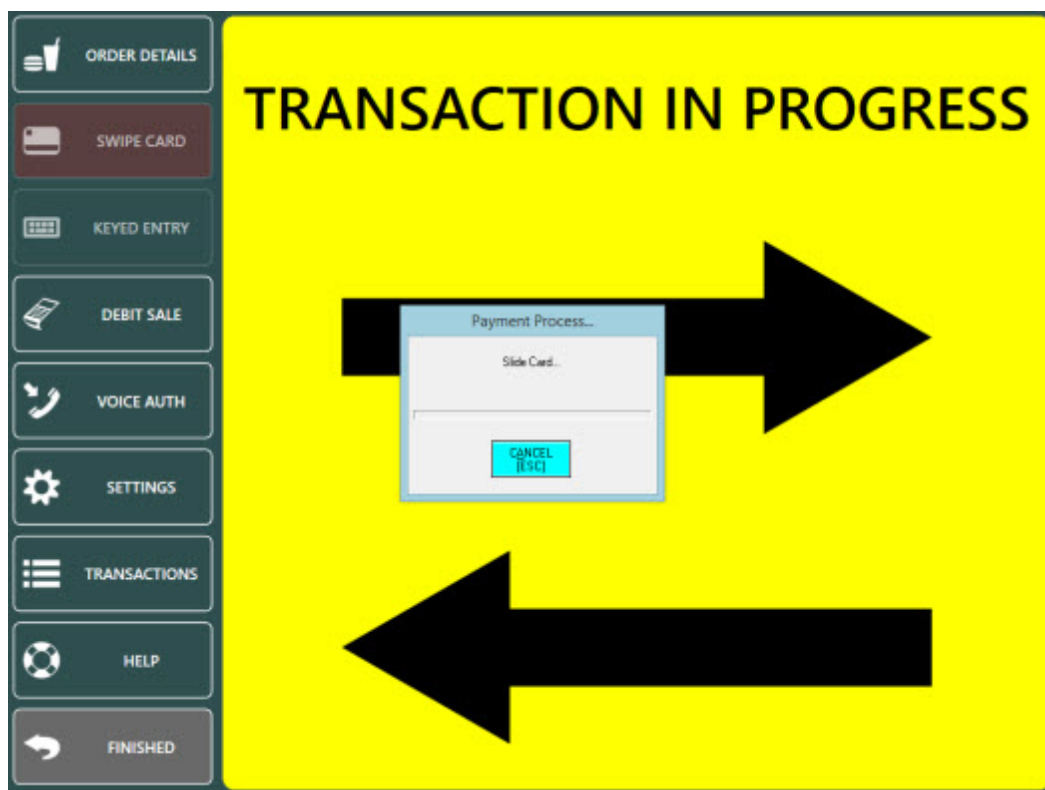 ORDER DETAILS
SWIPE CARD
KEYED ENTRY
DEBIT SALE
VOICE AUTH
SETTINGS
TRANSACTIONS
HELP
FINISHED
TRANSACTION IN PROGRESS
Payment Process...
Slide Card...
CANCEL
[ESC]